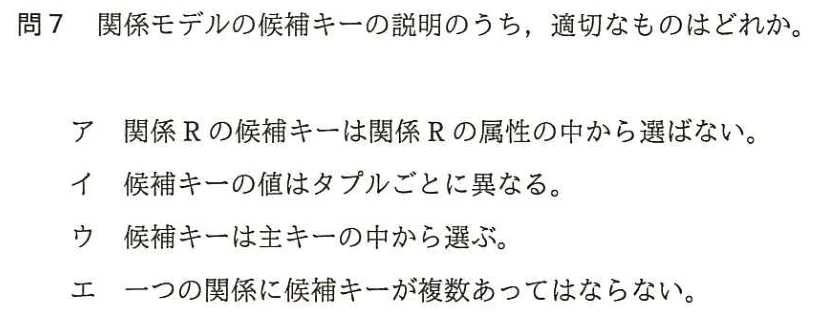 問7 関係モデルの候補キーの説明のうち，適切なものはどれか。
ア 関係 R の候補キーは関係 R の属性の中から選ばない。
イ 候補キーの値はタプルごとに異なる。
ウ 候補キーは主キーの中から選ぶ。
エ 一つの関係に候補キーが複数あってはならない。